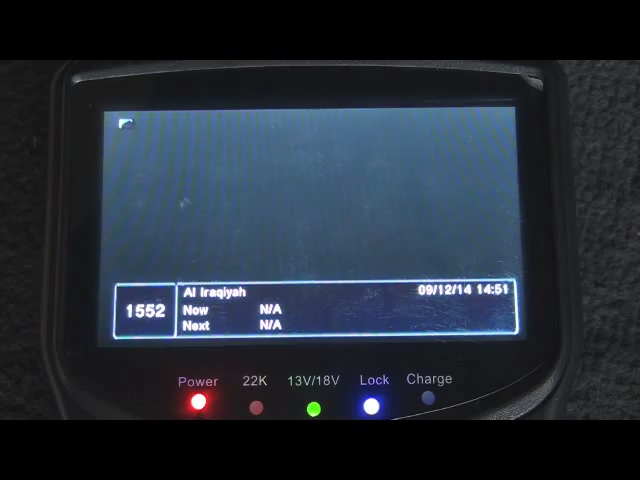 Al Iraqiyah 09/12/14 14:51
1552
Now N/A
Next N/A
Power 22K 13V/18V Lock Charge